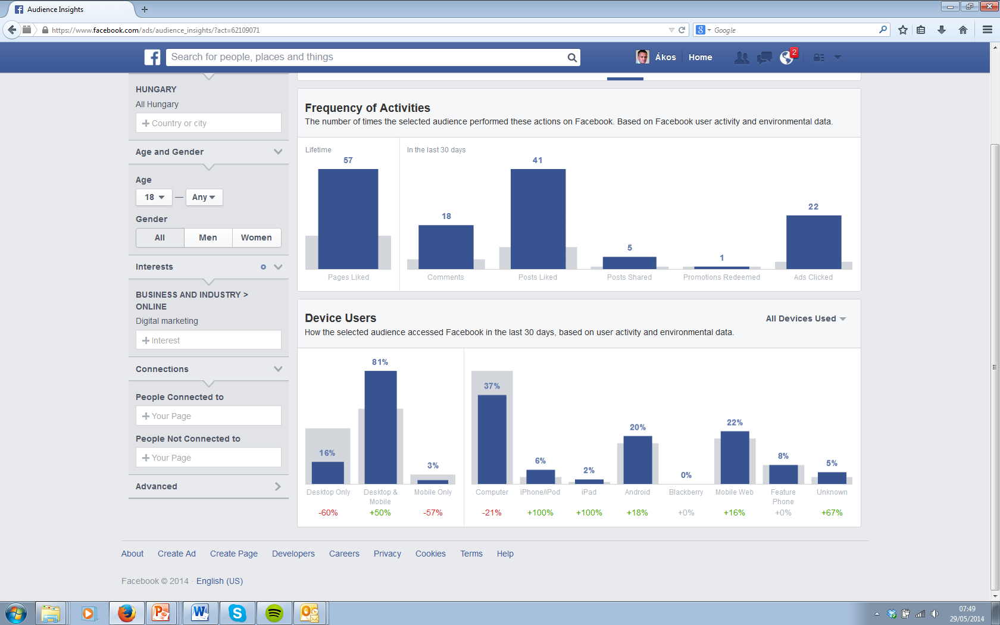 Audience Insights
https://www.facebook.com/ads/audience_insights/?act=62109071
Google
Search for people, places and things
Ákos
Home
2
HUNGARY
All Hungary
Country or city
Age and Gender
Age
18 — Any
Gender
All Men Women
Interests
BUSINESS AND INDUSTRY >
ONLINE
Digital marketing
Interest
Connections
People Connected to
Your Page
People Not Connected to
Your Page
Advanced
Frequency of Activities
The number of times the selected audience performed these actions on Facebook. Based on Facebook user activity and environmental data.
Lifetime
57
Pages Liked
In the last 30 days
18 41 5 1 22
Comments Posts Liked Posts Shared Promotions Redeemed Ads Clicked
Device Users
All Devices Used
How the selected audience accessed Facebook in the last 30 days, based on user activity and environmental data.
16% 81% 3%
Desktop Only Desktop & Mobile Mobile Only
-60% +50% -57%
37% 6% 2% 20% 0% 22% 8% 5%
Computer iPhone/iPod iPad Android Blackberry Mobile Web Feature Phone Unknown
-21% +100% +100% +18% +0% +16% +0% +67%
About Create Ad Create Page Developers Careers Privacy Cookies Terms Help
Facebook © 2014 · English (US)
07:49
29/05/2014